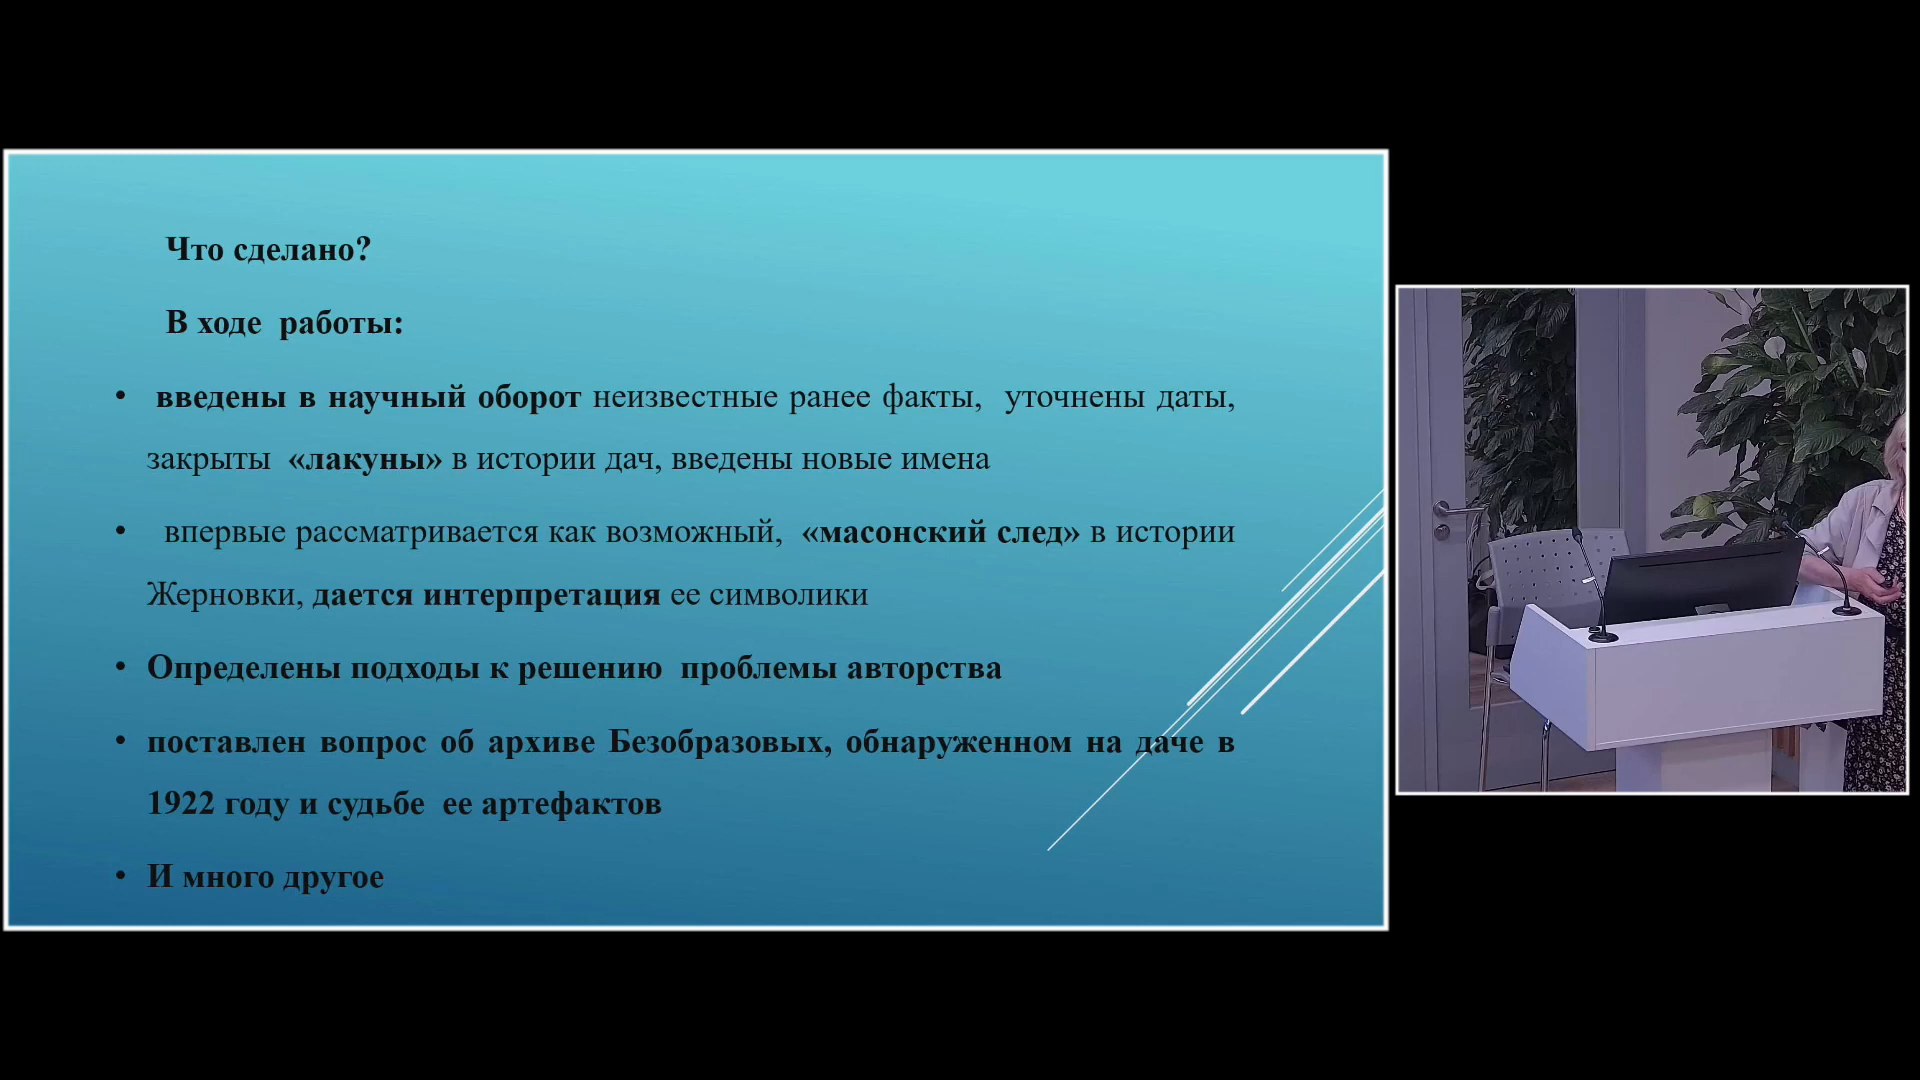 Что сделано?
В ходе работы:
• введены в научный оборот неизвестные ранее факты, уточнены даты,
закрыты «лакуны» в истории дач, введены новые имена
• впервые рассматривается как возможный, «масонский след» в истории
Жерновки, дается интерпретация ее символики
• Определены подходы к решению проблемы авторства
• поставлен вопрос об архиве Безобразовых, обнаруженном на даче в
1922 году и судьбе ее артефактов
• И много другое